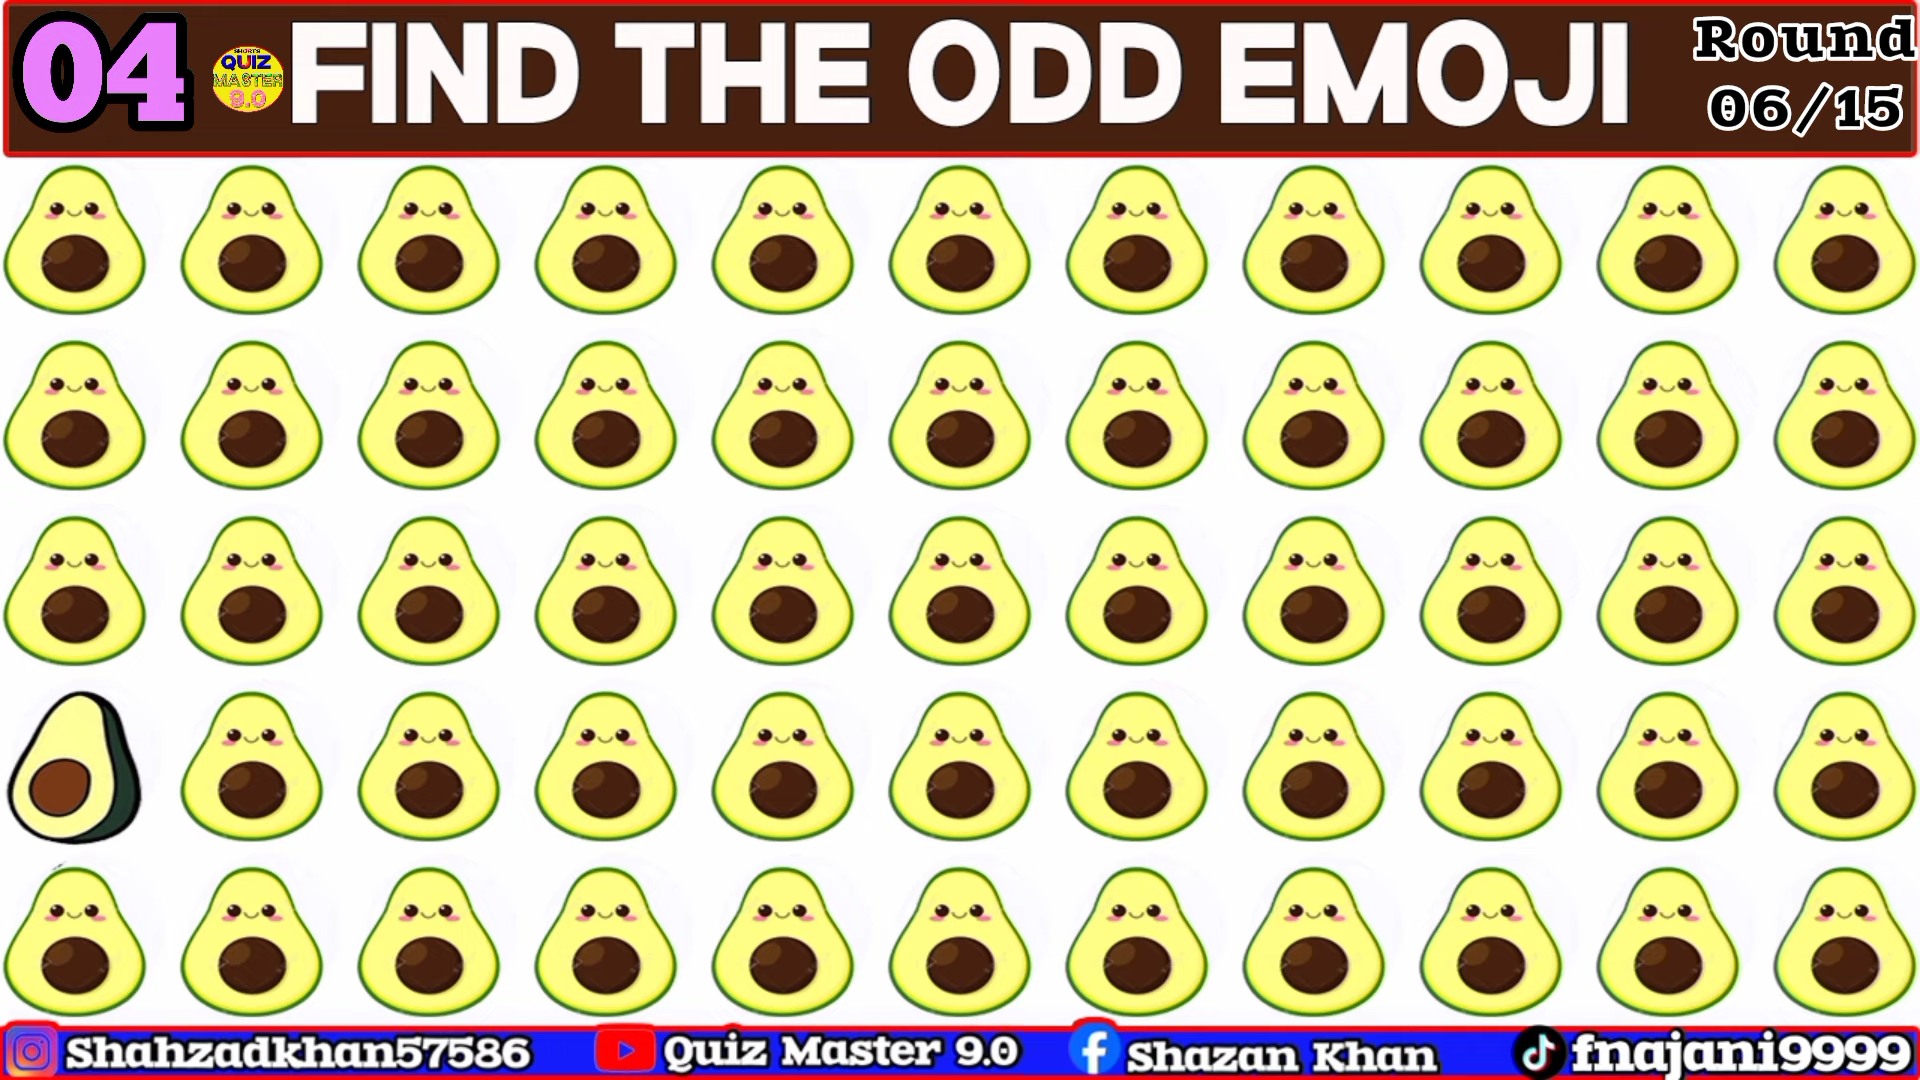 04
SHORTS
QUIZ
MASTER
9.0
FIND THE ODD EMOJI
Round
06/15
Shahzadkhan57586
Quiz Master 9.0
Shazan Khan
fnajani9999